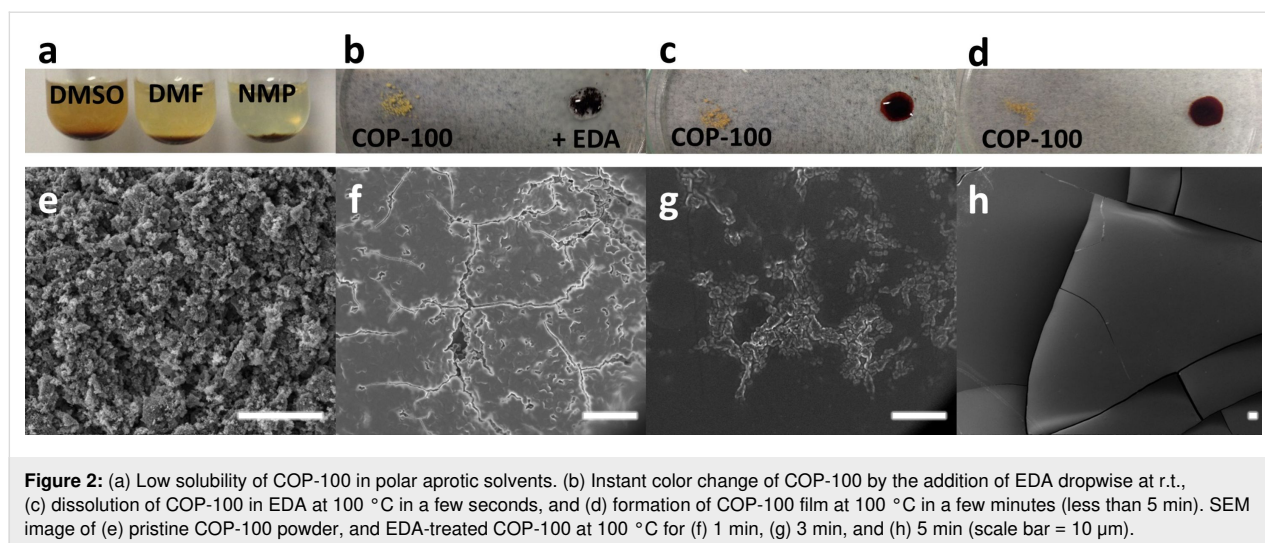 a
b
c
d
DMSO DMF NMP
COP-100
+ EDA
COP-100
COP-100
e
f
g
h
Figure 2: (a) Low solubility of COP-100 in polar aprotic solvents. (b) Instant color change of COP-100 by the addition of EDA dropwise at r.t.,
(c) dissolution of COP-100 in EDA at 100 °C in a few seconds, and (d) formation of COP-100 film at 100 °C in a few minutes (less than 5 min). SEM
image of (e) pristine COP-100 powder, and EDA-treated COP-100 at 100 °C for (f) 1 min, (g) 3 min, and (h) 5 min (scale bar = 10 µm).